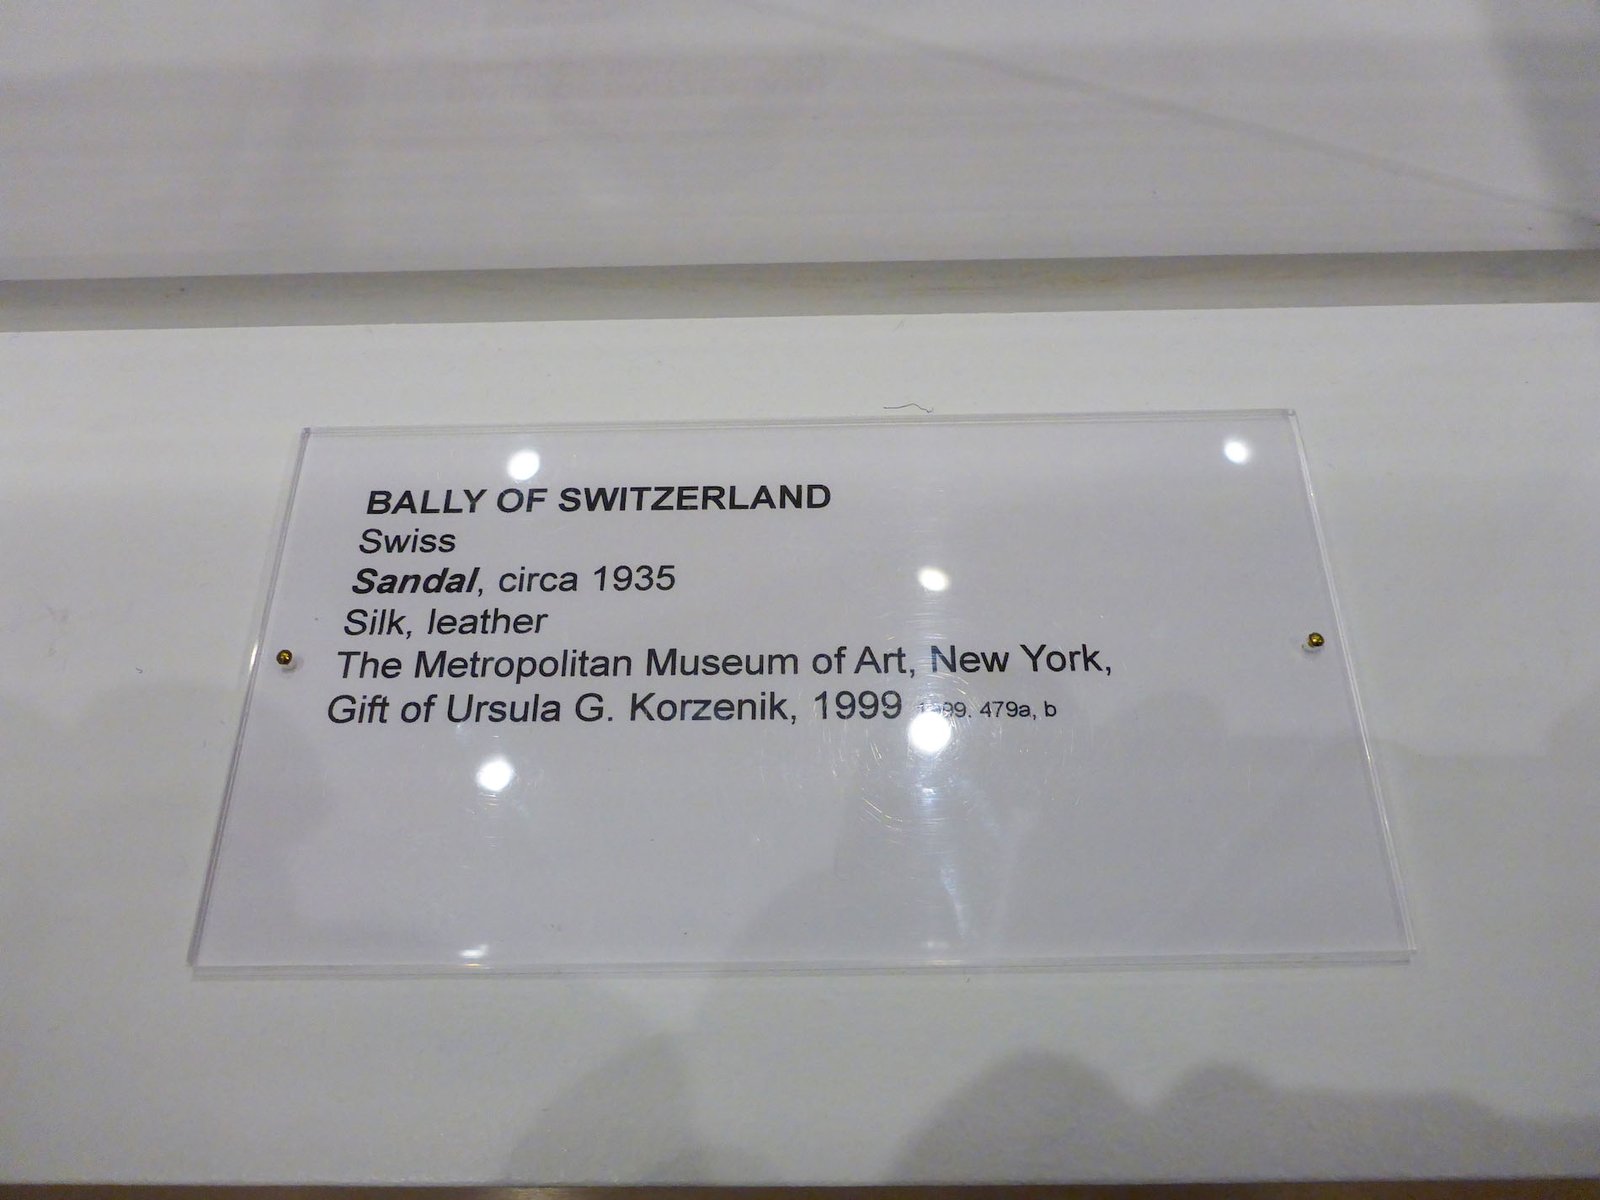 BALLY OF SWITZERLAND
Swiss
Sandal, circa 1935
Silk, leather
The Metropolitan Museum of Art, New York,
Gift of Ursula G. Korzenik, 1999 1999. 479a, b